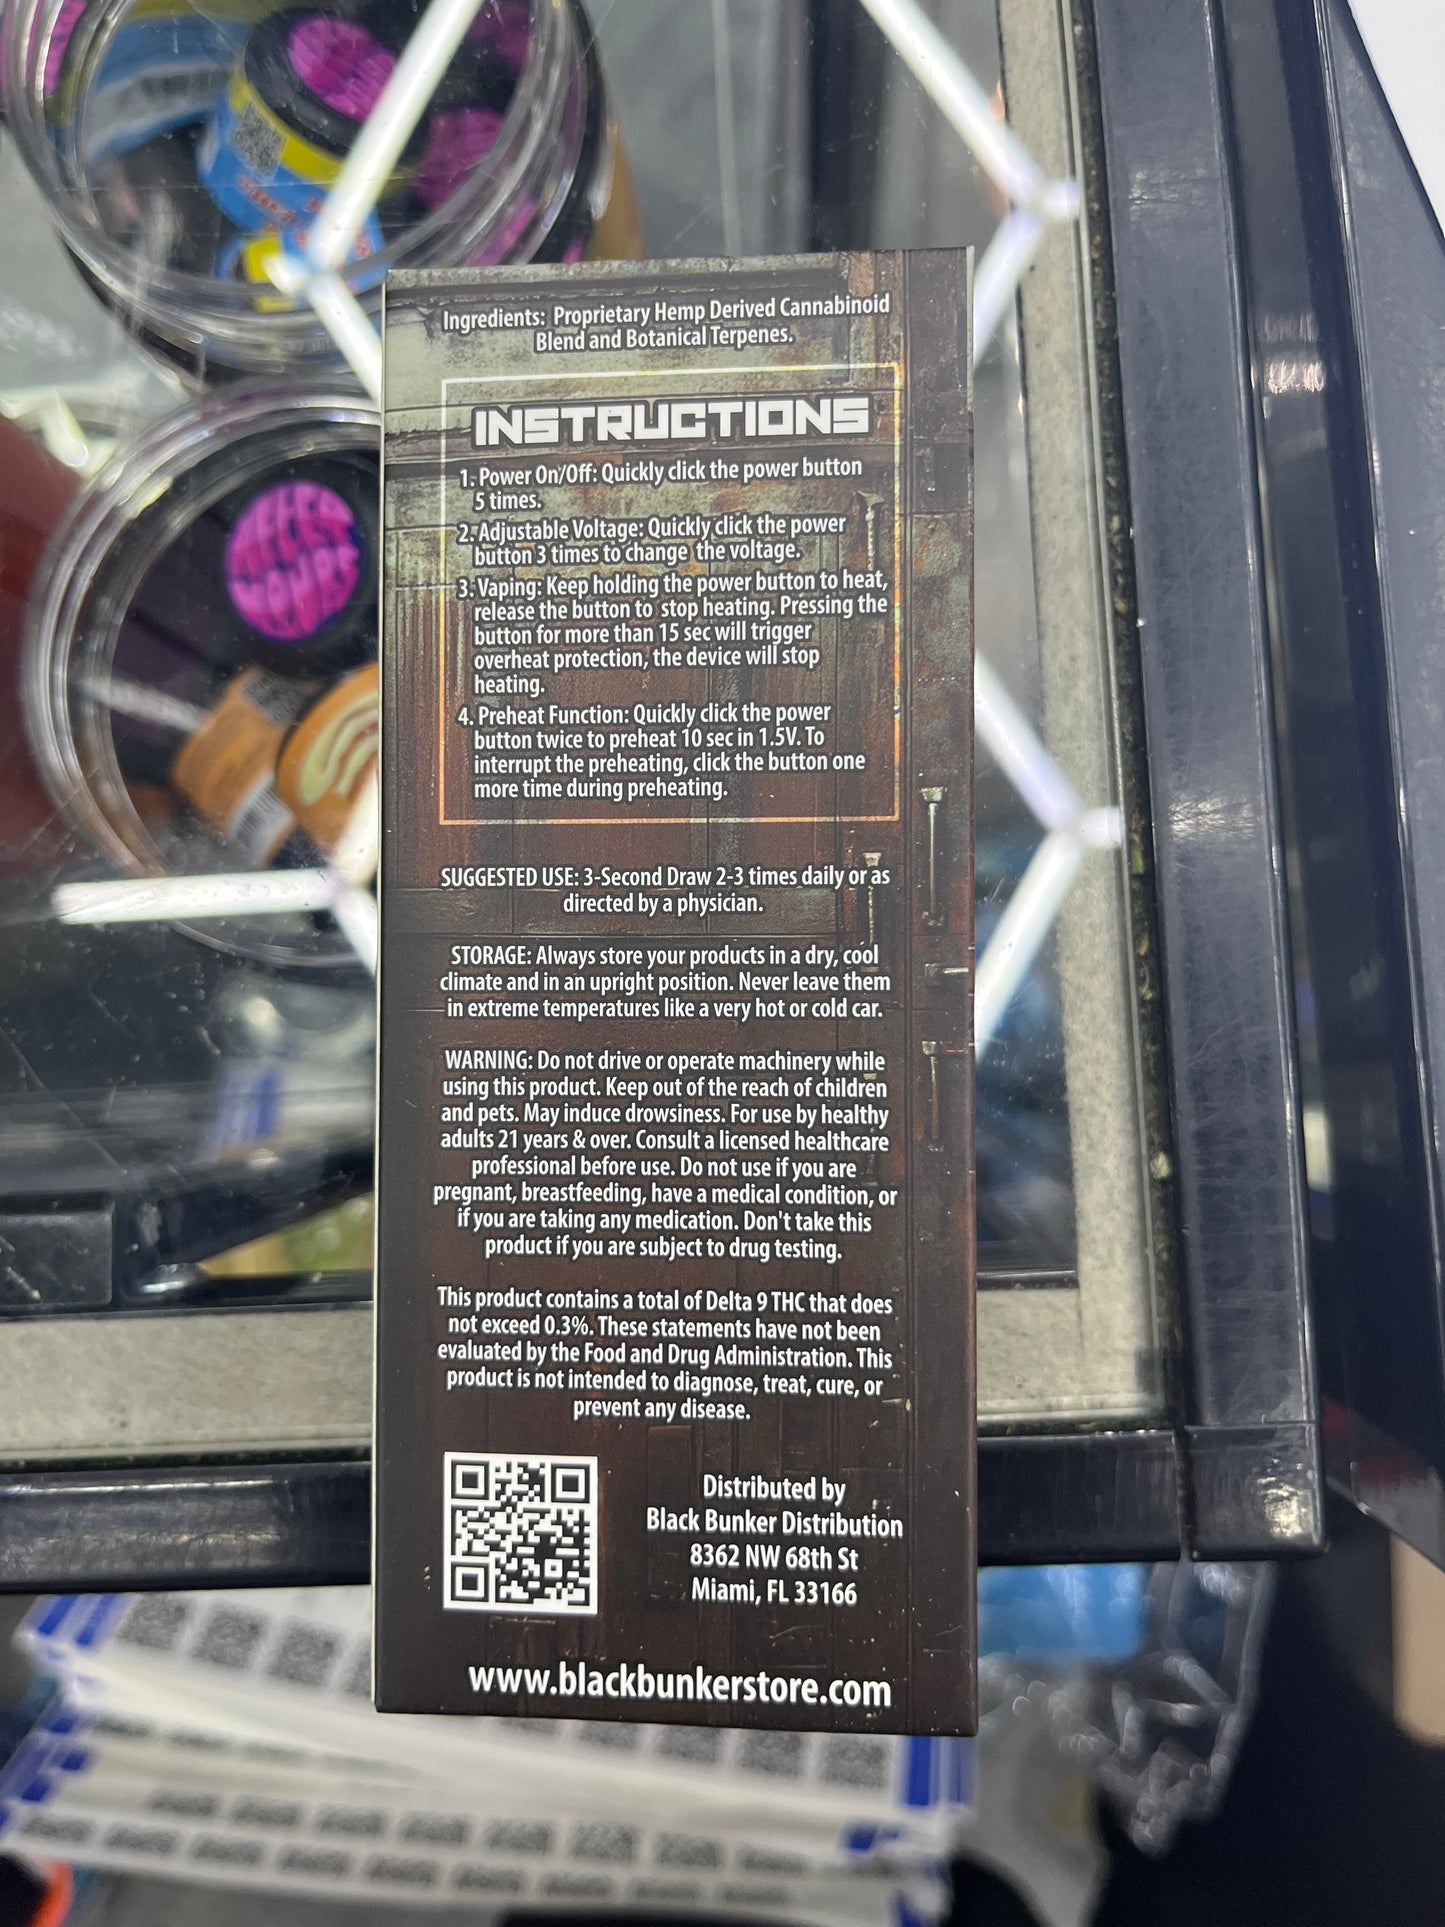 Ingredients: Proprietary Hemp Derived Cannabinoid
Blend and Botanical Terpenes.
INSTRUCTIONS
1. Power On/Off: Quickly click the power button
5 times.
2. Adjustable Voltage: Quickly click the power
button 3 times to change the voltage.
3. Vaping: Keep holding the power button to heat,
release the button to stop heating. Pressing the
button for more than 15 sec will trigger
overheat protection, the device will stop
heating.
4. Preheat Function: Quickly click the power
button twice to preheat 10 sec in 1.5V. To
interrupt the preheating, click the button one
more time during preheating.
SUGGESTED USE: 3-Second Draw 2-3 times daily or as
directed by a physician.
STORAGE: Always store your products in a dry, cool
climate and in an upright position. Never leave them
in extreme temperatures like a very hot or cold car.
WARNING: Do not drive or operate machinery while
using this product. Keep out of the reach of children
and pets. May induce drowsiness. For use by healthy
adults 21 years & over. Consult a licensed healthcare
professional before use. Do not use if you are
pregnant, breastfeeding, have a medical condition, or
if you are taking any medication. Don't take this
product if you are subject to drug testing.
This product contains a total of Delta 9 THC that does
not exceed 0.3%. These statements have not been
evaluated by the Food and Drug Administration. This
product is not intended to diagnose, treat, cure, or
prevent any disease.
Distributed by
Black Bunker Distribution
8362 NW 68th St
Miami, FL 33166
www.blackbunkerstore.com